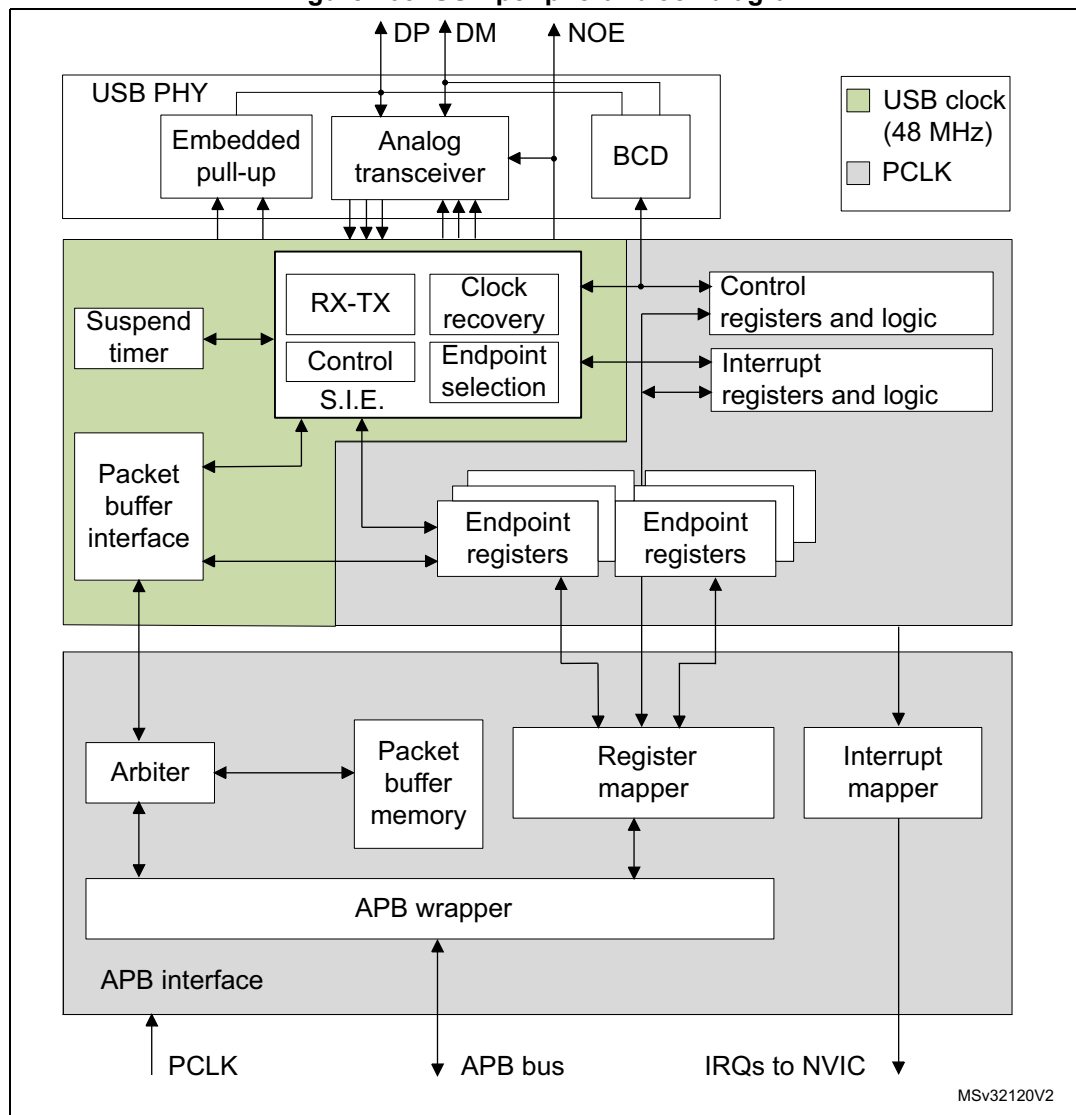 DP DM NOE
USB PHY
Embedded
pull-up
Analog
transceiver
BCD
USB clock
(48 MHz)
PCLK
Suspend
timer
RX-TX
Clock
recovery
Control
Endpoint
selection
S.I.E.
Control
registers and logic
Interrupt
registers and logic
Packet
buffer
interface
Endpoint
registers
Endpoint
registers
Arbiter
Packet
buffer
memory
Register
mapper
Interrupt
mapper
APB wrapper
APB interface
PCLK
APB bus
IRQs to NVIC
MSv32120V2